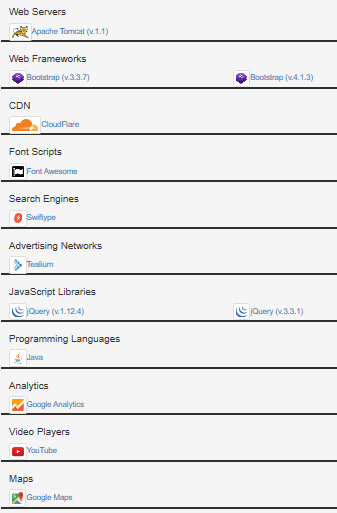 Web Servers
Apache Tomcat (v.1.1)
Web Frameworks
Bootstrap (v.3.3.7) Bootstrap (v.4.1.3)
CDN
CloudFlare
Font Scripts
Font Awesome
Search Engines
Swiftype
Advertising Networks
Tealium
JavaScript Libraries
jQuery (v.1.12.4) jQuery (v.3.3.1)
Programming Languages
Java
Analytics
Google Analytics
Video Players
YouTube
Maps
Google Maps